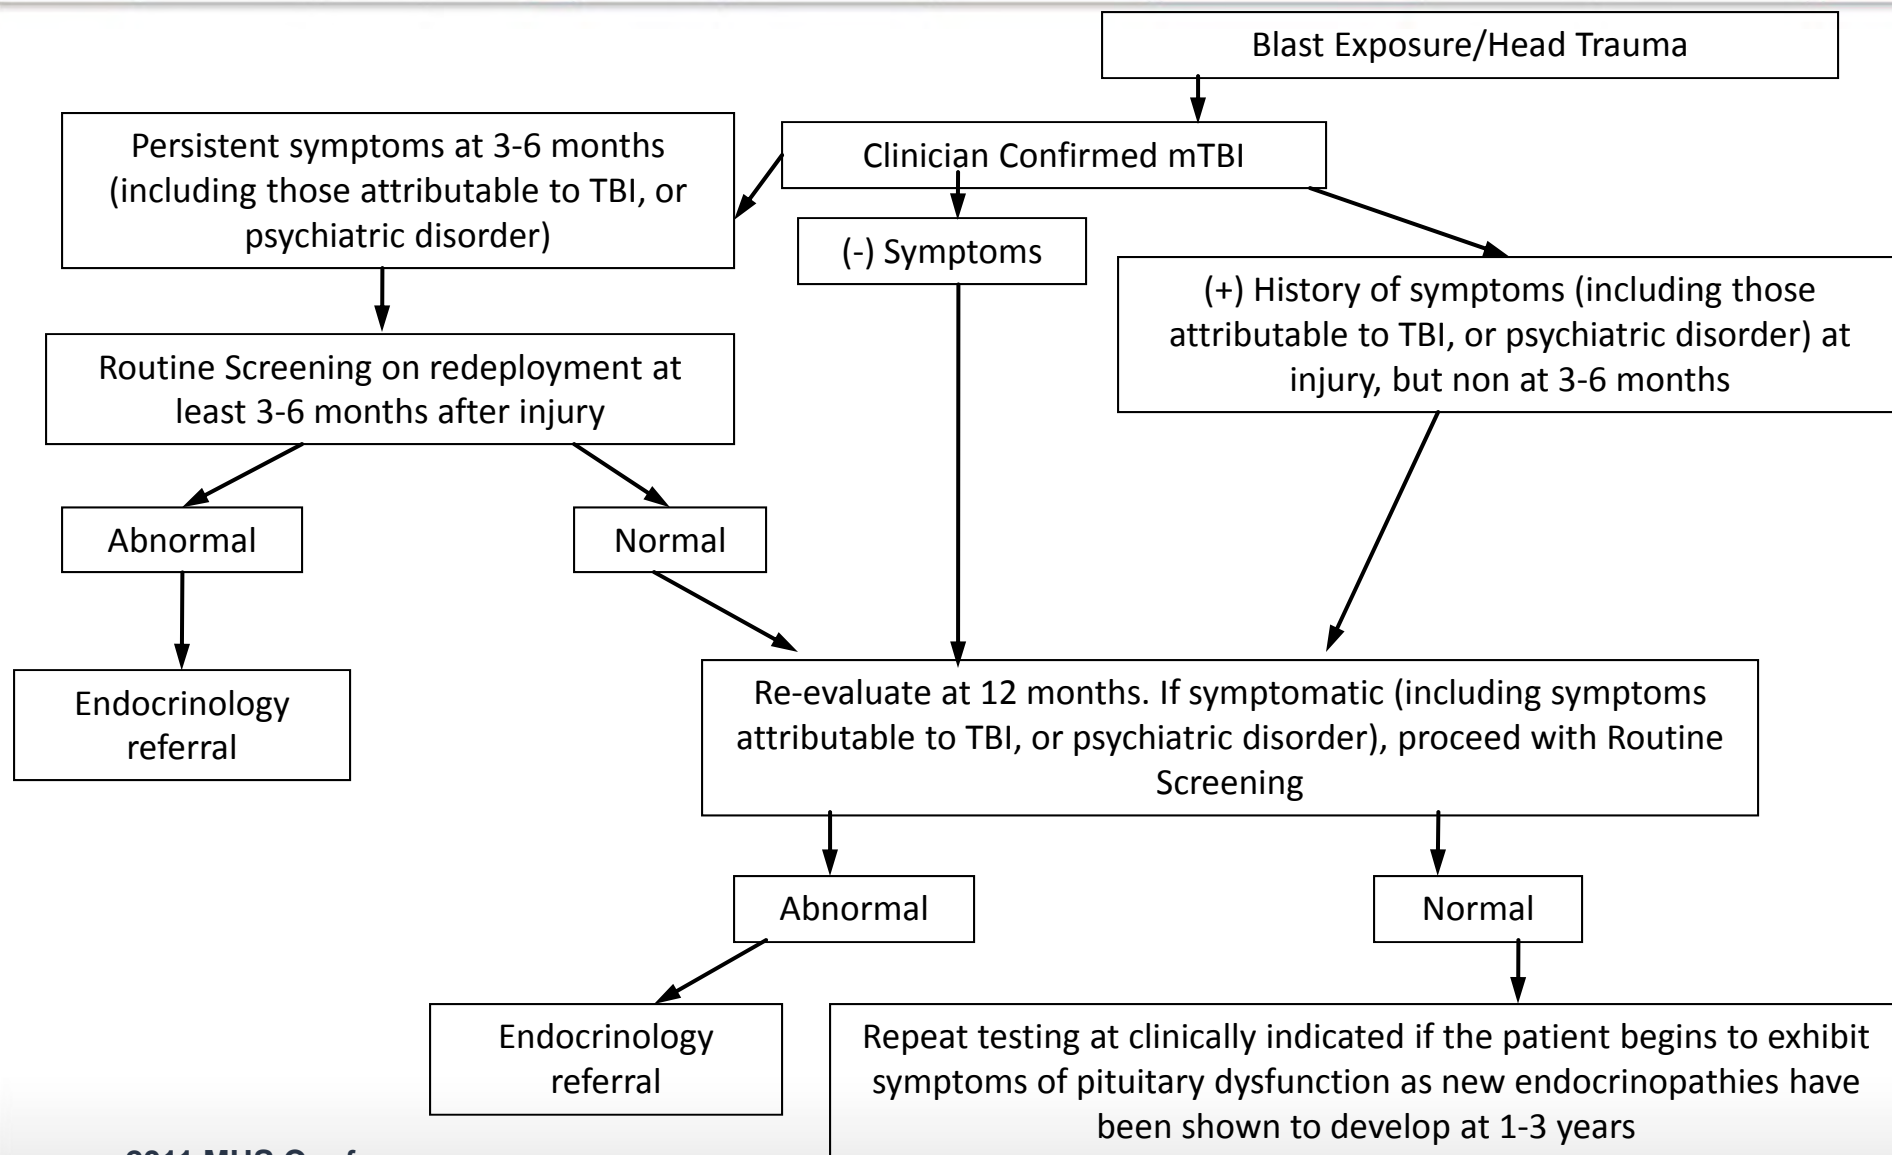 Blast Exposure/Head Trauma
Clinician Confirmed mTBI
Persistent symptoms at 3-6 months
(including those attributable to TBI, or
psychiatric disorder)
(-) Symptoms
(+) History of symptoms (including those
attributable to TBI, or psychiatric disorder) at
injury, but non at 3-6 months
Routine Screening on redeployment at
least 3-6 months after injury
Abnormal
Normal
Endocrinology
referral
Re-evaluate at 12 months. If symptomatic (including symptoms
attributable to TBI, or psychiatric disorder), proceed with Routine
Screening
Abnormal
Normal
Endocrinology
referral
Repeat testing at clinically indicated if the patient begins to exhibit
symptoms of pituitary dysfunction as new endocrinopathies have
been shown to develop at 1-3 years
2011 MHS